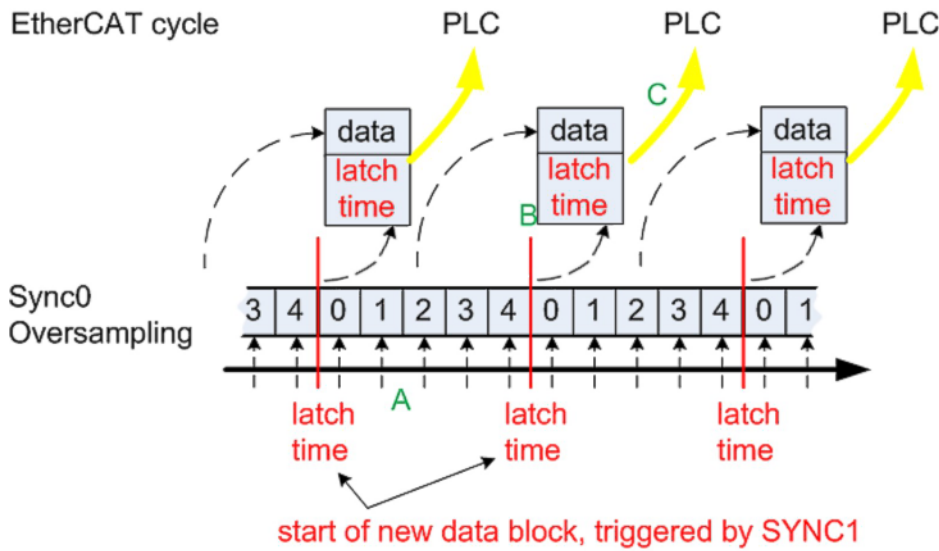 EtherCAT cycle PLC PLC PLC
C
data data data
latch latch latch
time time time
B
Sync0
Oversampling
3 4 0 1 2 3 4 0 1 2 3 4 0 1
A
latch latch latch
time time time
start of new data block, triggered by SYNC1